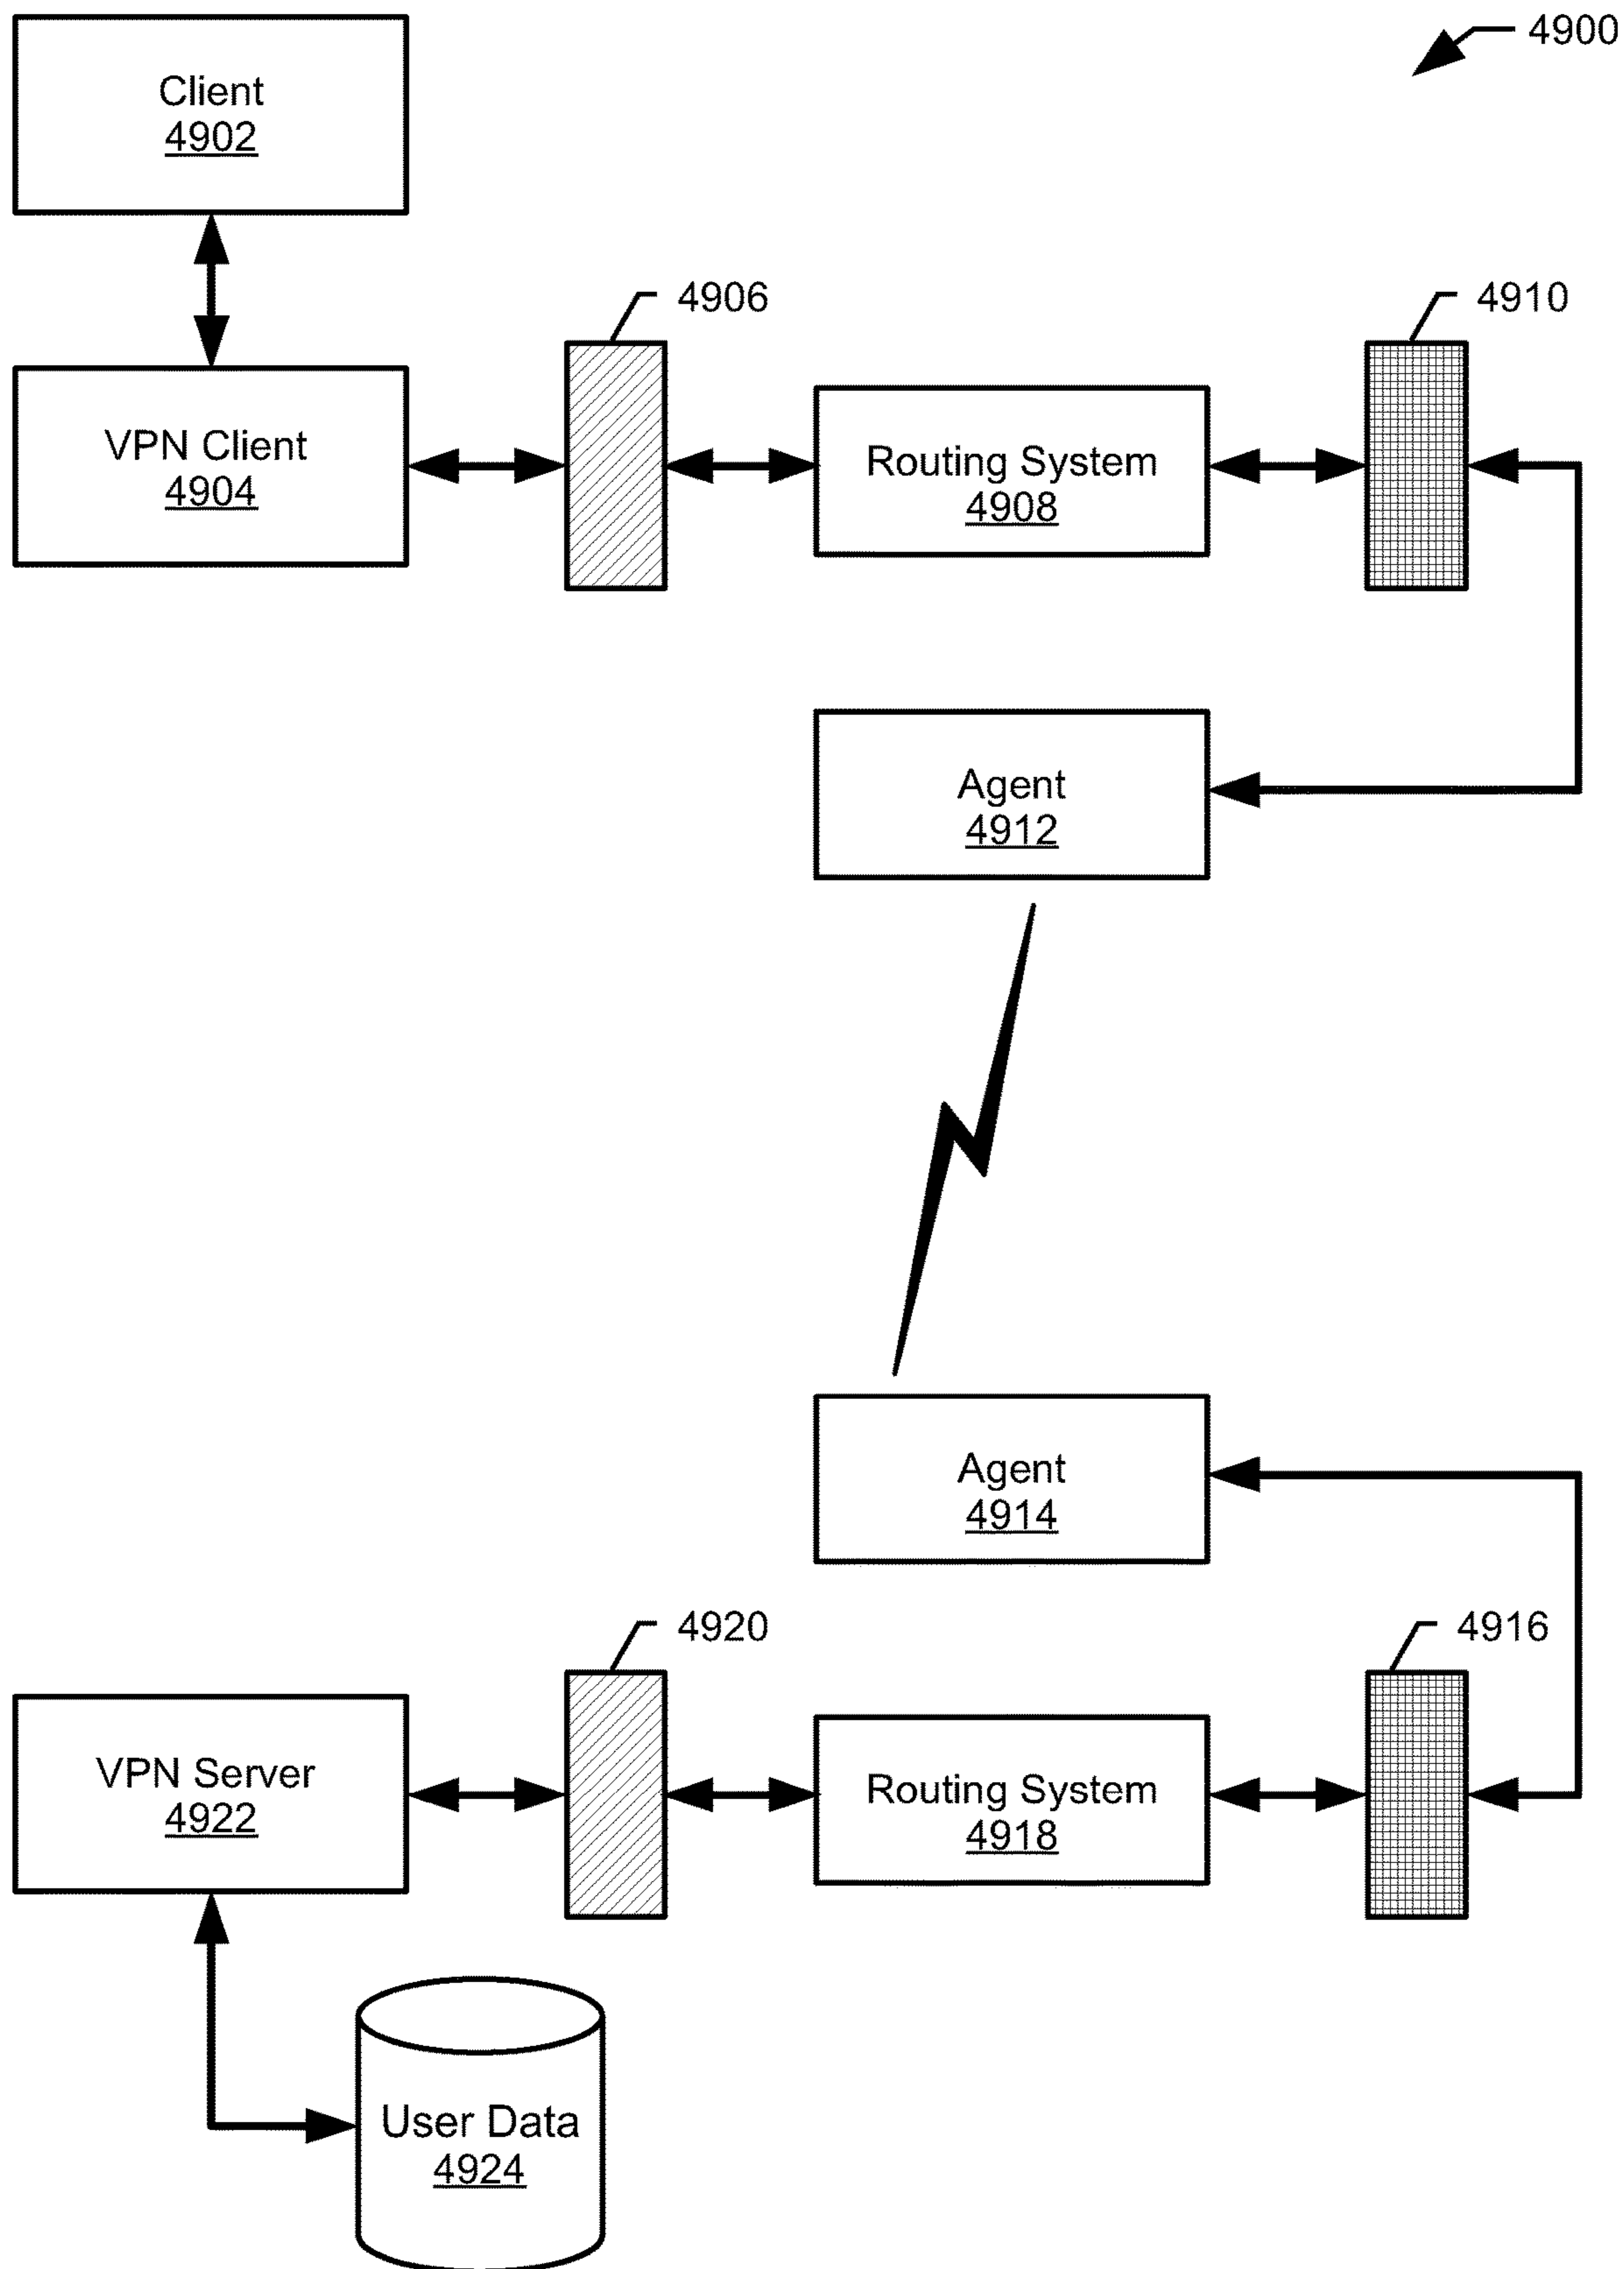 4900
Client
4902
4906
4910
VPN Client
4904
Routing System
4908
Agent
4912
Agent
4914
4920
4916
VPN Server
4922
Routing System
4918
User Data
4924